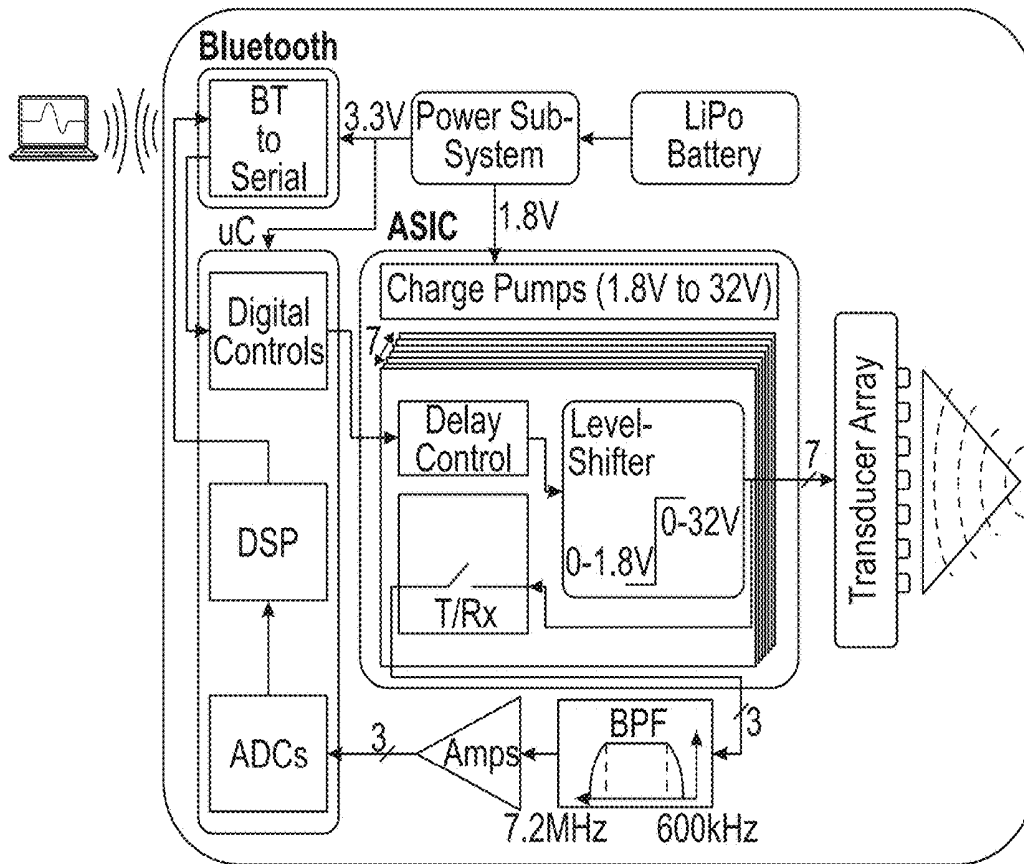 Bluetooth
BT
to
Serial
3.3V
Power Sub-
System
LiPo
Battery
1.8V
uC
ASIC
Charge Pumps (1.8V to 32V)
Digital
Controls
7
Delay
Control
Level-
Shifter
0-32V
0-1.8V
7
Transducer Array
DSP
T/Rx
ADCs
3
Amps
BPF
3
7.2MHz
600kHz